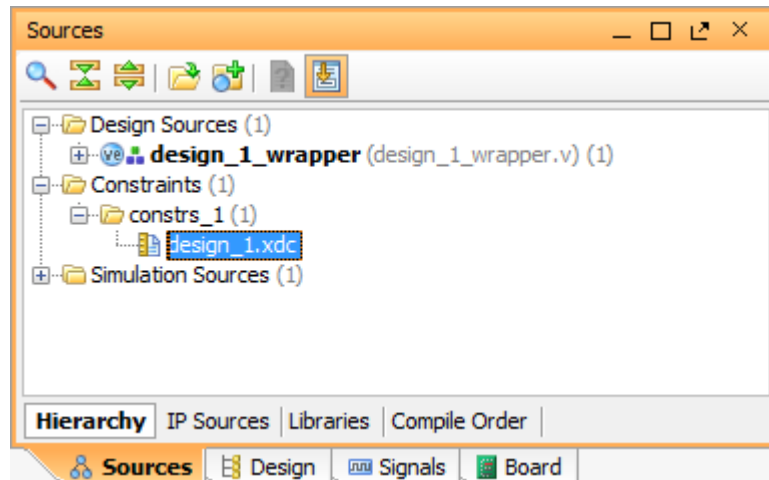 Sources
Design Sources (1)
design_1_wrapper (design_1_wrapper.v) (1)
Constraints (1)
constrs_1 (1)
design_1.xdc
Simulation Sources (1)
Hierarchy IP Sources Libraries Compile Order
Sources Design Signals Board